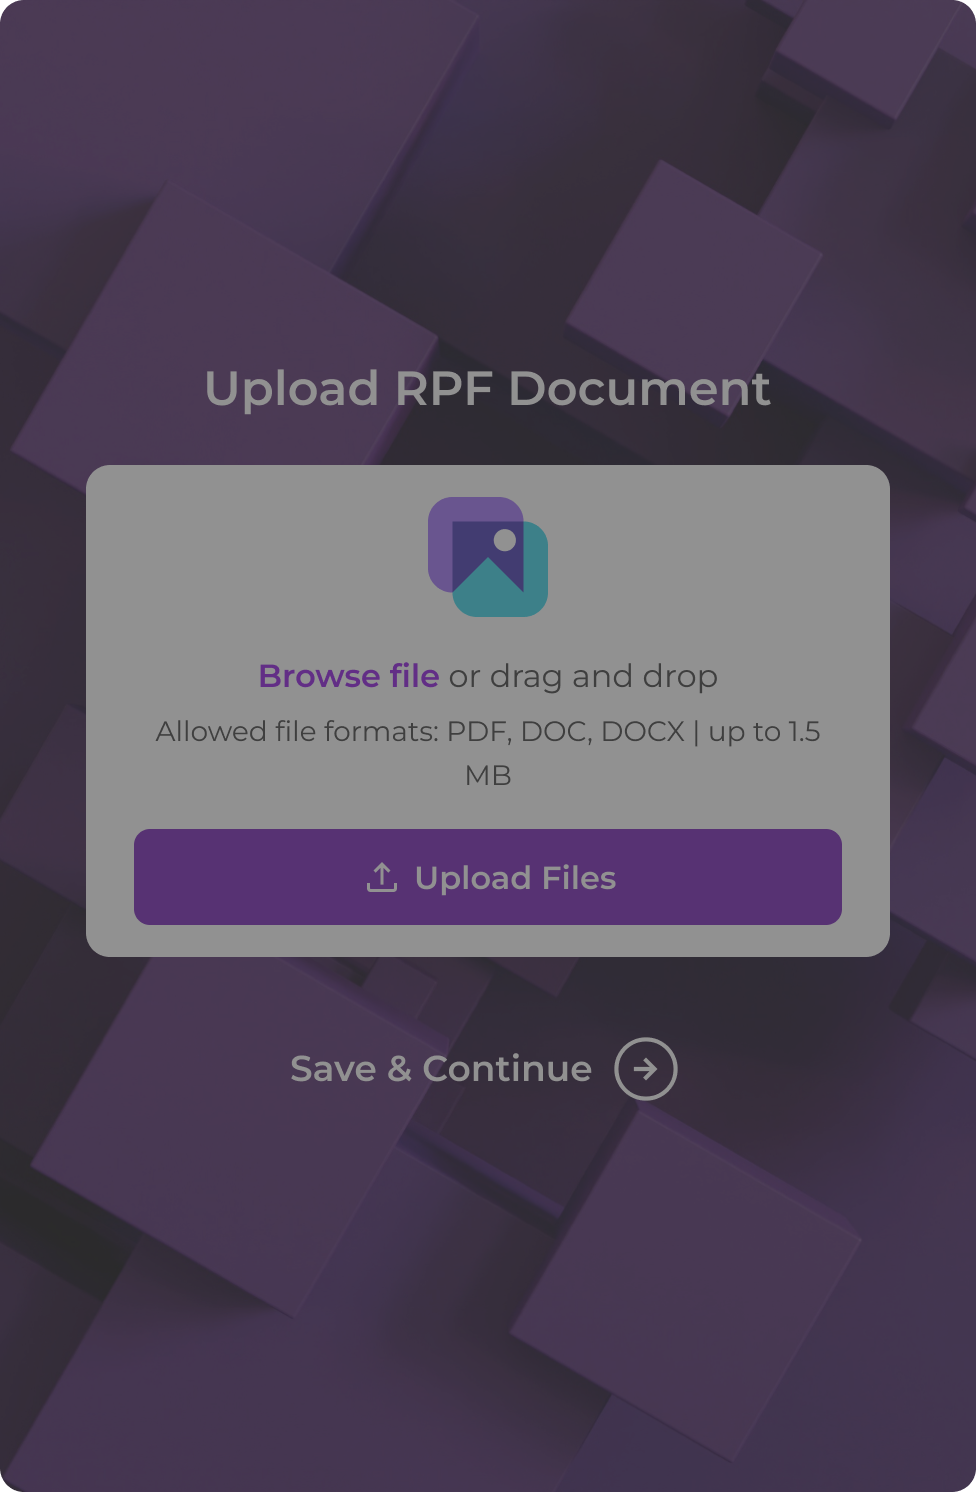 Upload RPF Document
Browse file or drag and drop
Allowed file formats: PDF, DOC, DOCX | up to 1.5
MB
Upload Files
Save & Continue